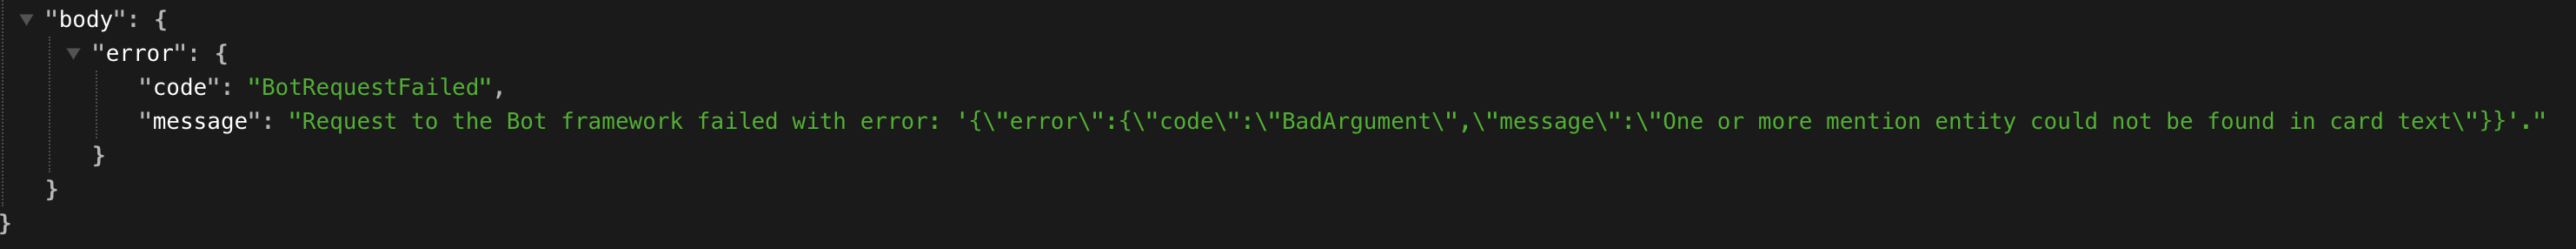 "body": {
"error": {
"code": "BotRequestFailed",
"message": "Request to the Bot framework failed with error: '{\"error\":{\"code\":\"BadArgument\",\"message\":\"One or more mention entity could not be found in card text\"}}'."
}
}
}